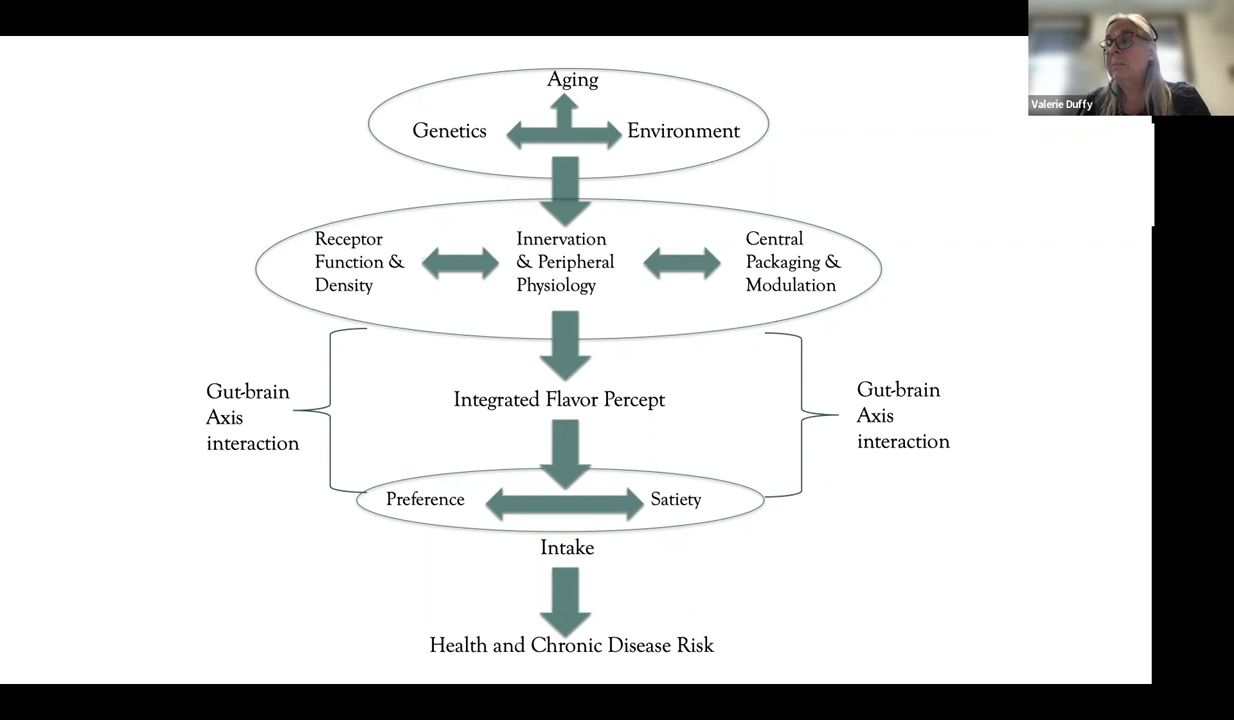 Valerie Duffy
Aging
Genetics
Environment
Receptor
Function &
Density
Innervation
& Peripheral
Physiology
Central
Packaging &
Modulation
Gut-brain
Axis
interaction
Integrated Flavor Percept
Gut-brain
Axis
interaction
Preference
Satiety
Intake
Health and Chronic Disease Risk